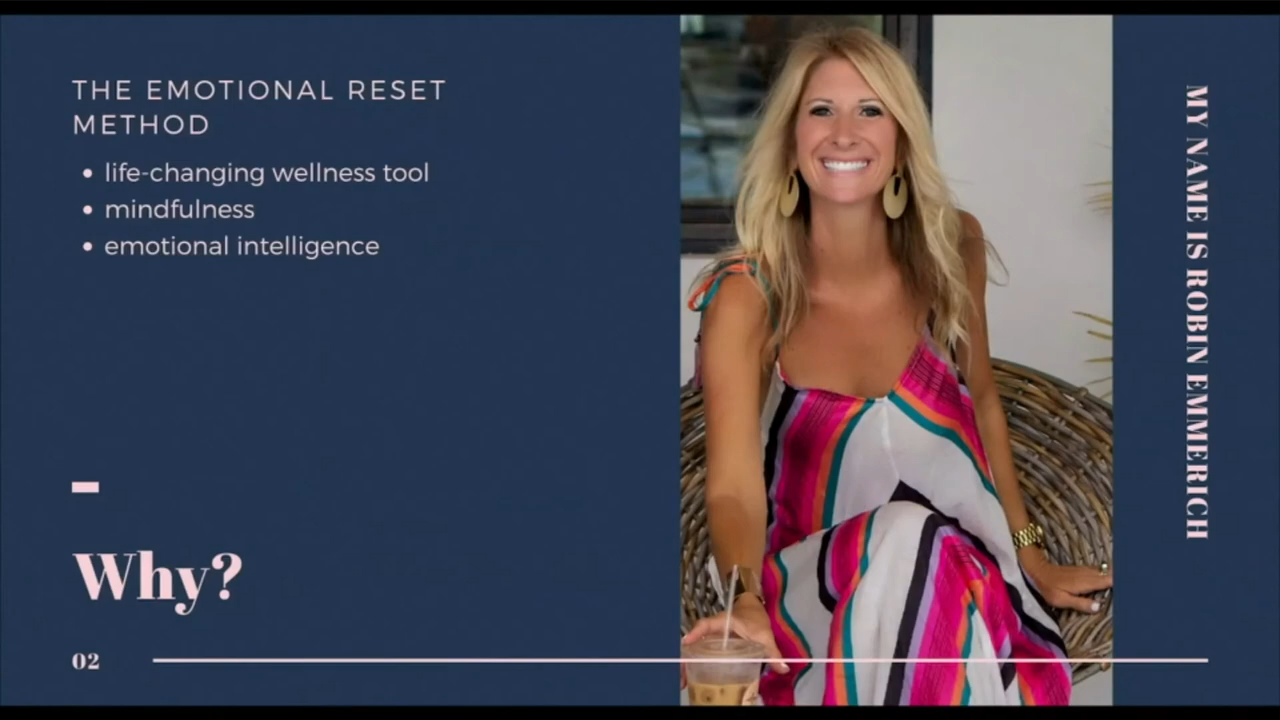 THE EMOTIONAL RESET
METHOD
• life-changing wellness tool
• mindfulness
• emotional intelligence
Why?
02
MY NAME IS ROBIN EMMERICH